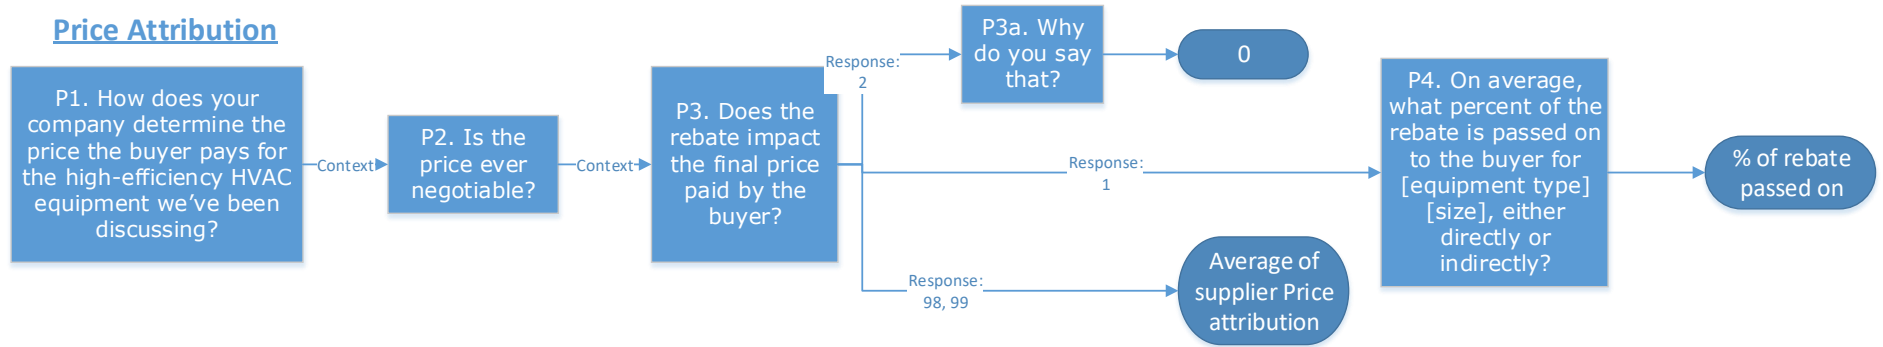 Price Attribution
P1. How does your
company determine the
price the buyer pays for
the high-efficiency HVAC
equipment we've been
discussing?
Context
P2. Is the
price ever
negotiable?
Context
P3. Does the
rebate impact
the final price
paid by the
buyer?
Response:
2
P3a. Why
do you say
that?
0
Response:
1
P4. On average,
what percent of the
rebate is passed on
to the buyer for
[equipment type]
[size], either
directly or
indirectly?
% of rebate
passed on
Response:
98, 99
Average of
supplier Price
attribution